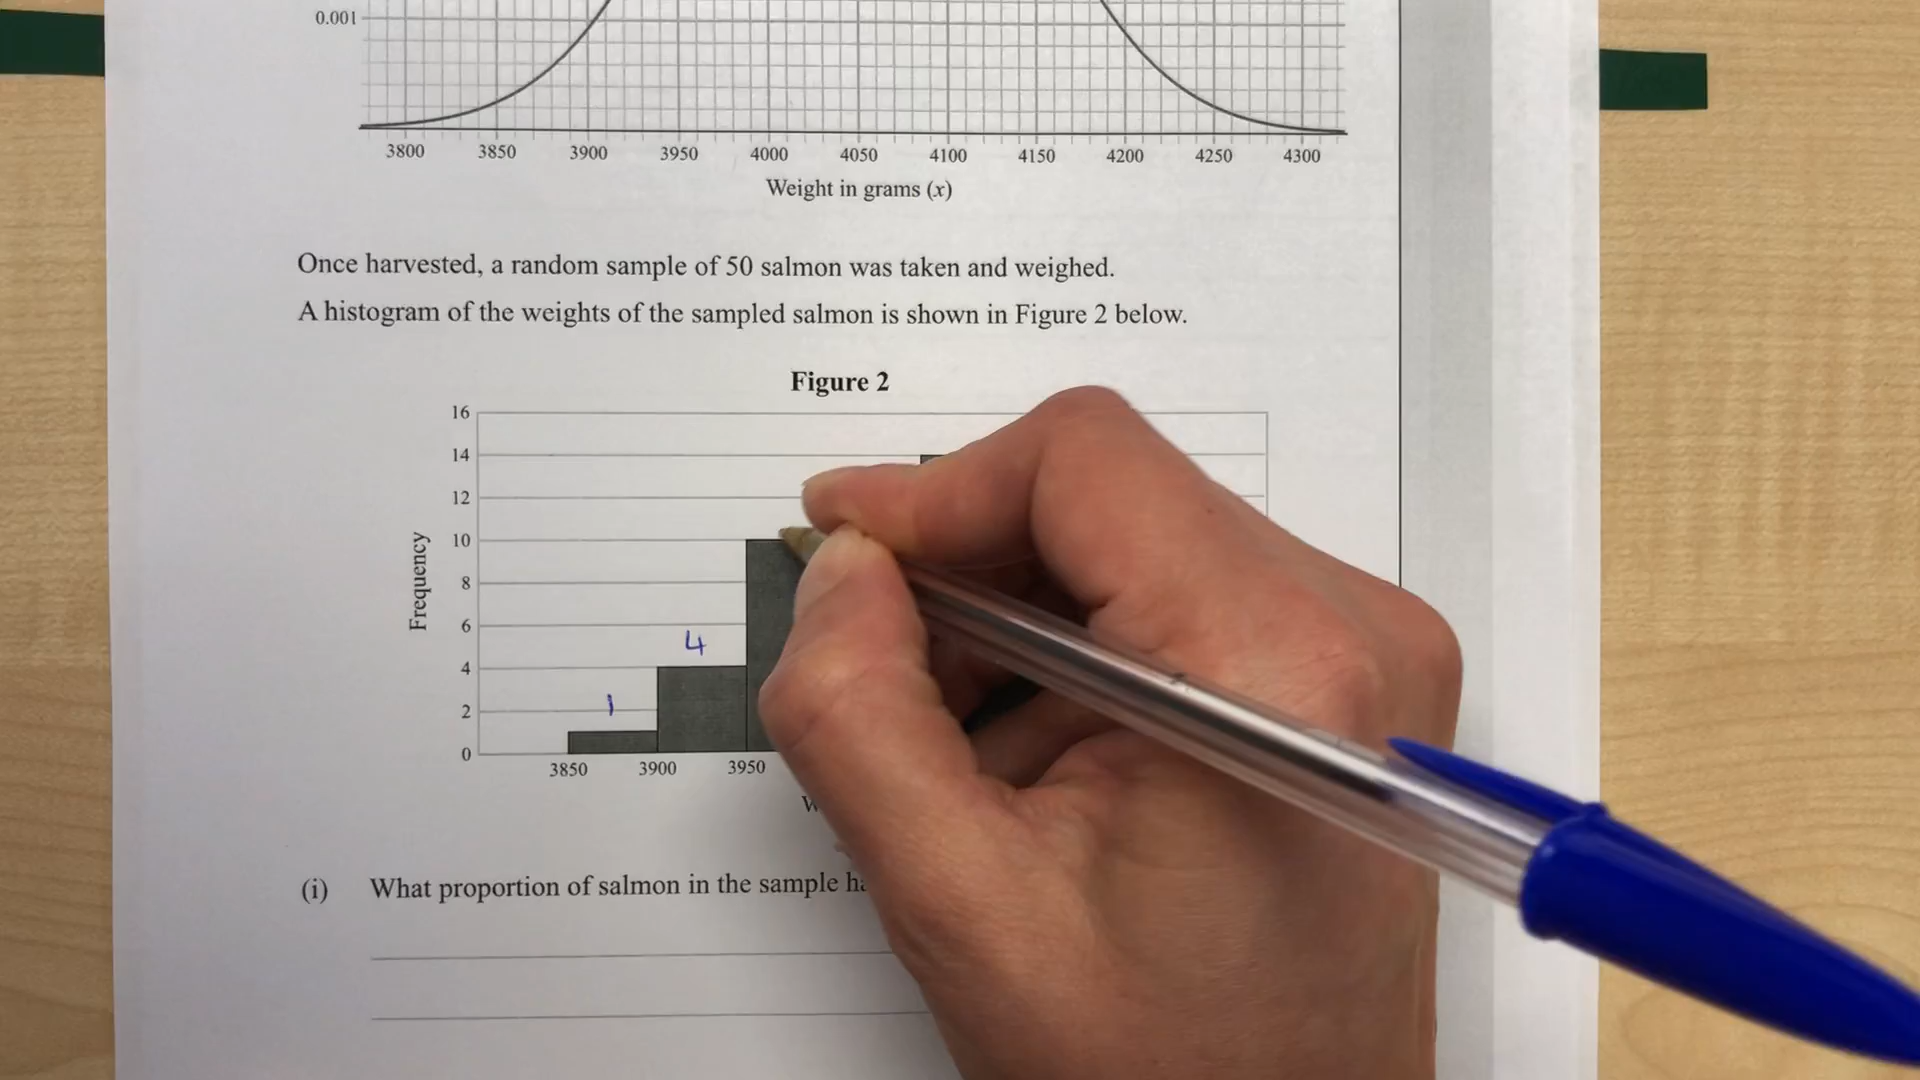 0.001
3800 3850 3900 3950 4000 4050 4100 4150 4200 4250 4300
Weight in grams (x)
Once harvested, a random sample of 50 salmon was taken and weighed.
A histogram of the weights of the sampled salmon is shown in Figure 2 below.
Figure 2
16
14
12
10
8
6
4
2
0
Frequency
4
1
3850 3900 3950
(i) What proportion of salmon in the sample